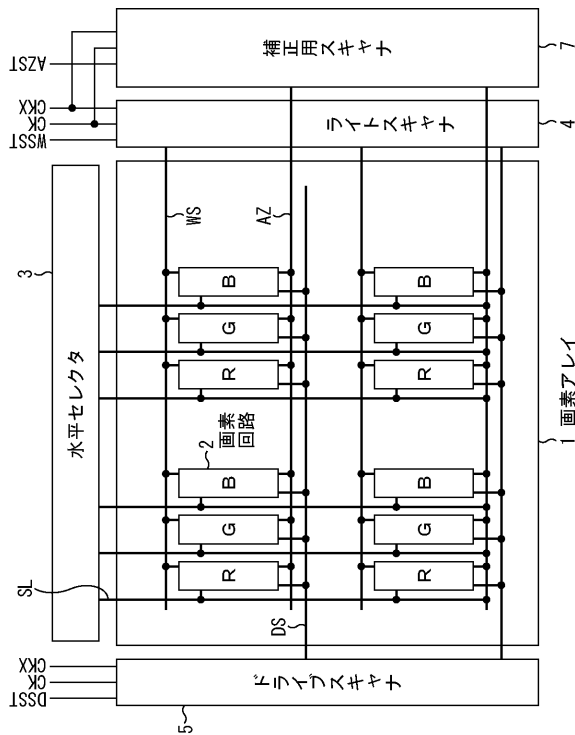 DSST
CK
CKX
WSST
CK
CKX
AZST
SL
3
水平セレクタ
5
ドライブスキャナ
ライトスキャナ
4
補正用スキャナ
7
WS
AZ
DS
R
G
B
R
G
B
2
画素
回路
R
G
B
R
G
B
1 画素アレイ